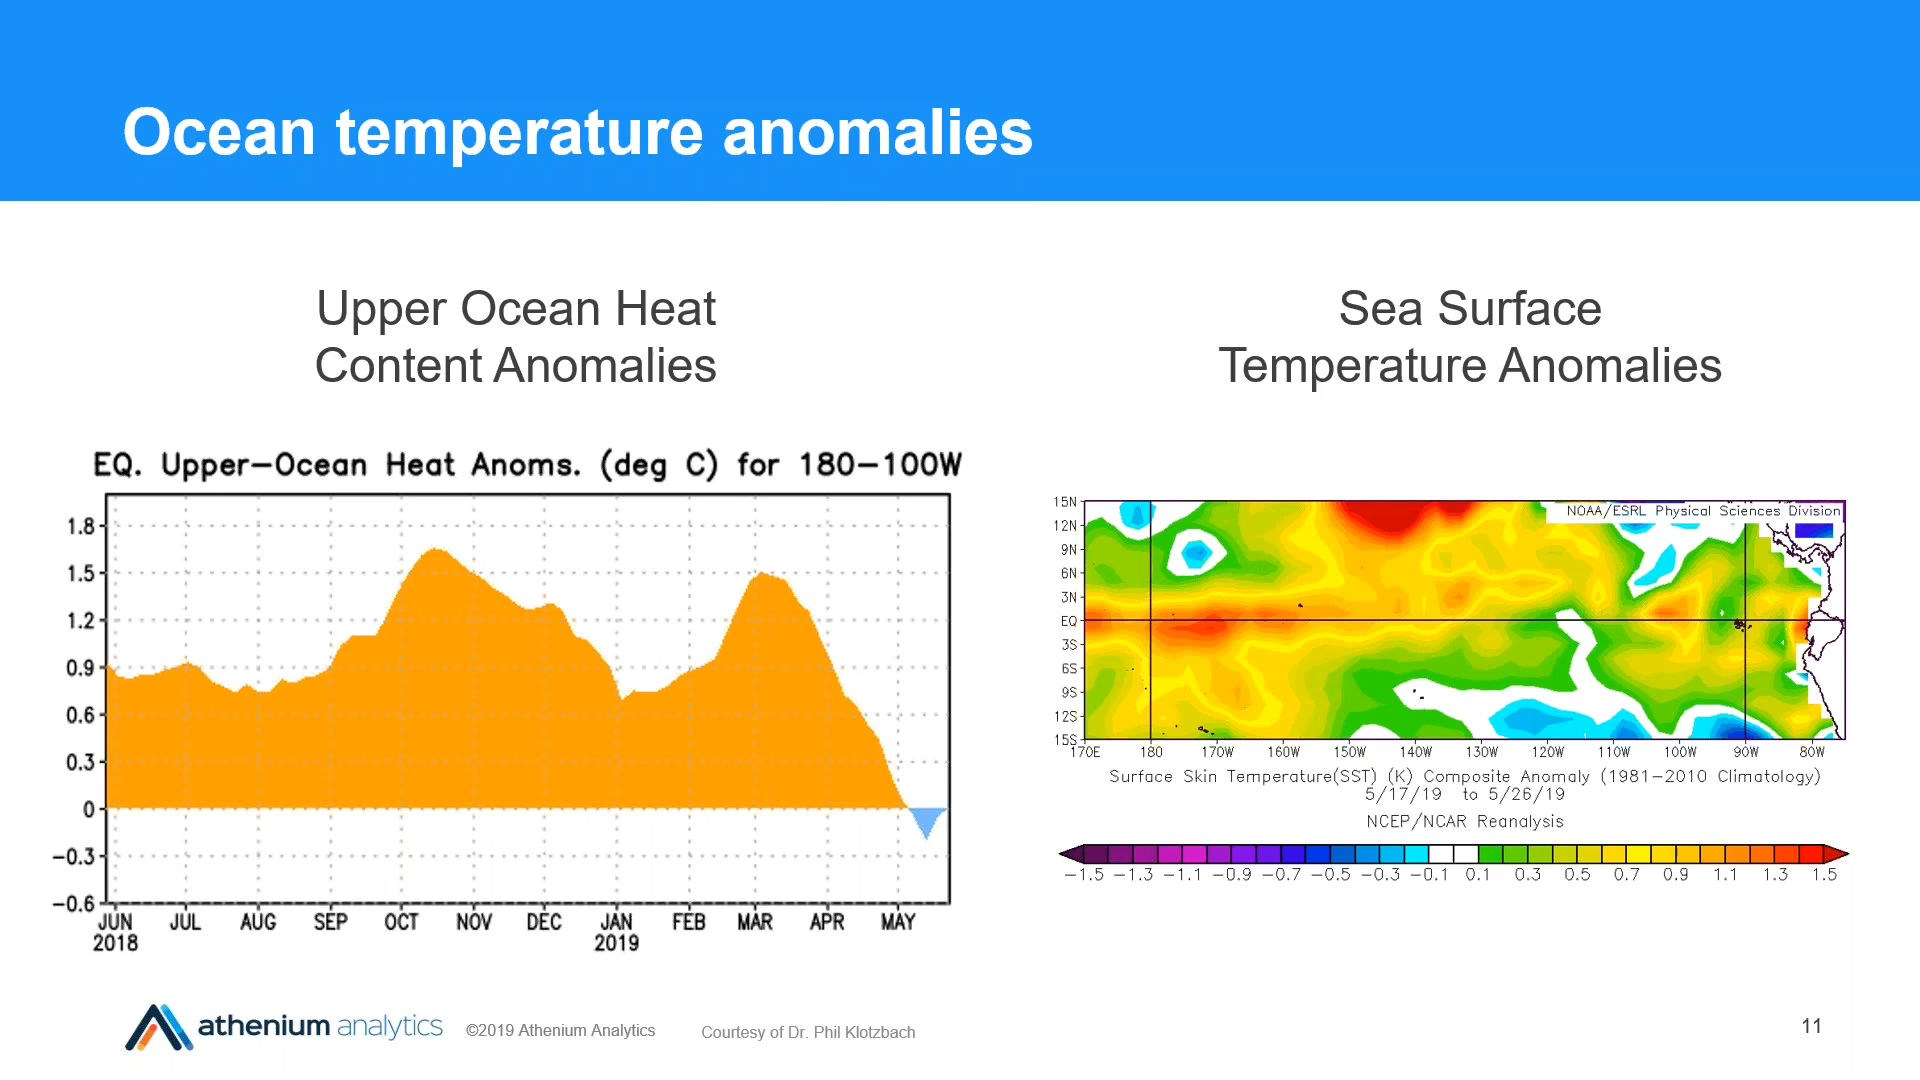 Ocean temperature anomalies
Upper Ocean Heat
Content Anomalies
EQ. Upper-Ocean Heat Anoms. (deg C) for 180-100W
1.8
1.5
1.2
0.9
0.6
0.3
0
-0.3
-0.6
JUN JUL AUG SEP OCT NOV DEC JAN FEB MAR APR MAY
2018 2019
Sea Surface
Temperature Anomalies
NOAA/ESRL Physical Sciences Division
15N
12N
9N
6N
3N
EQ
3S
6S
9S
12S
15S
170E 180 170W 160W 150W 140W 130W 120W 110W 100W 90W 80W
Surface Skin Temperature(SST) (K) Composite Anomaly (1981-2010 Climatology)
5/17/19 to 5/26/19
NCEP/NCAR Reanalysis
-1.5 -1.3 -1.1 -0.9 -0.7 -0.5 -0.3 -0.1 0.1 0.3 0.5 0.7 0.9 1.1 1.3 1.5
athenium analytics ©2019 Athenium Analytics Courtesy of Dr. Phil Klotzbach 11